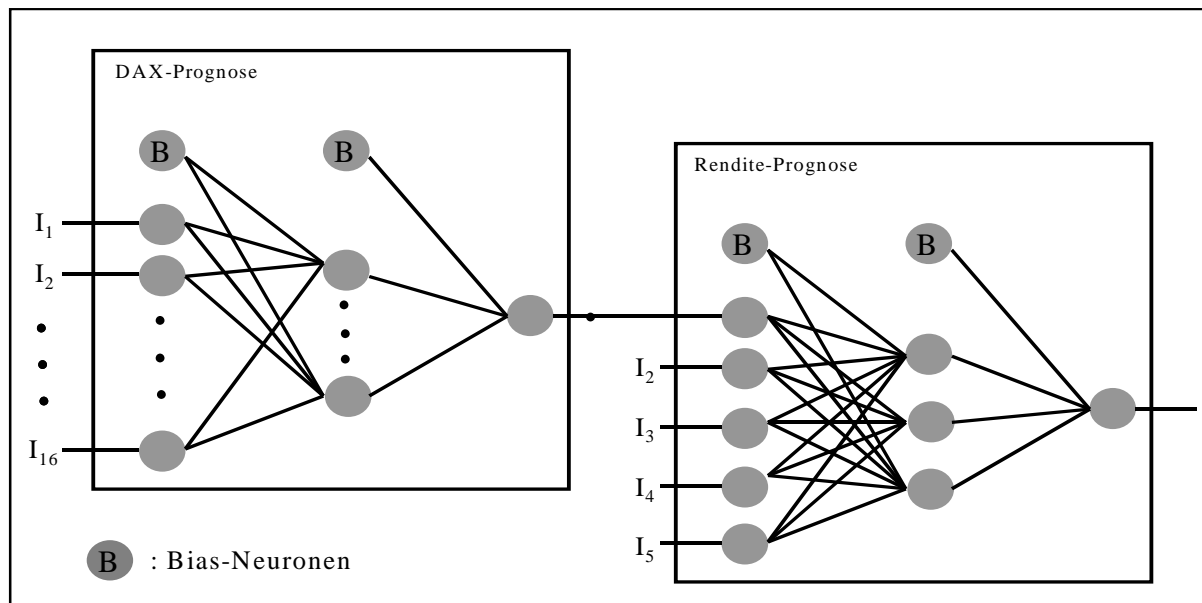 DAX-Prognose
B B
I₁
I₂
I₁₆
Rendite-Prognose
B B
I₂
I₃
I₄
I₅
B : Bias-Neuronen